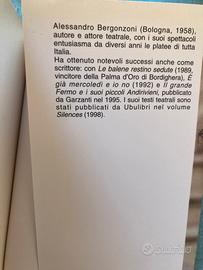 Alessandro Bergonzoni (Bologna, 1958),
autore e attore teatrale, con i suoi spettacoli
entusiasma da diversi anni le platee di tutta
Italia.
Ha ottenuto notevoli successi anche come
scrittore: con Le balene restino sedute (1989,
vincitore della Palma d'Oro di Bordighera), È
già mercoledì e io no (1992) e Il grande
Fermo e i suoi piccoli Andirivieni, pubblicato
da Garzanti nel 1995. I suoi testi teatrali sono
stati pubblicati da Ubulibri nel volume
Silences (1998).
subito.it